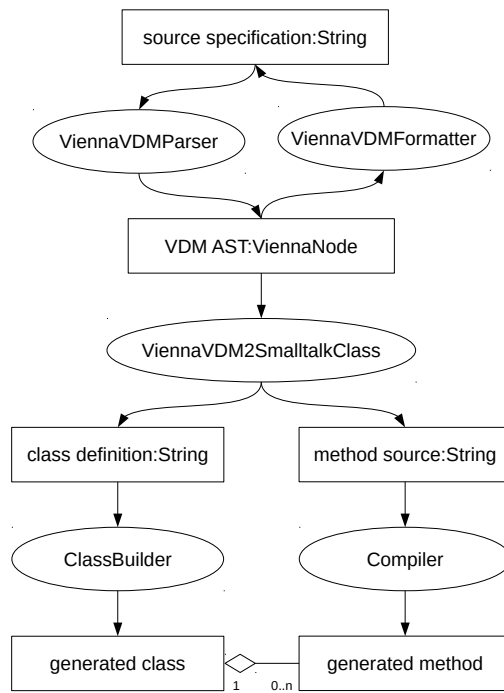 source specification:String
ViennaVDMParser
ViennaVDMFormatter
VDM AST:ViennaNode
ViennaVDM2SmalltalkClass
class definition:String
method source:String
ClassBuilder
Compiler
generated class
generated method
1
0..n